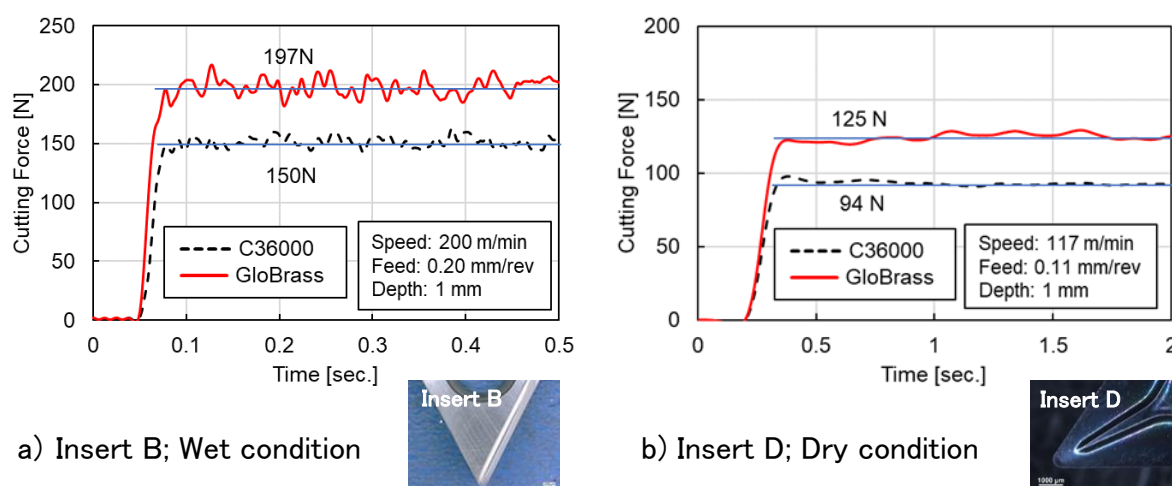 250
200
150
100
50
0
Cutting Force [N]
197N
150N
C36000
GloBrass
Speed: 200 m/min
Feed: 0.20 mm/rev
Depth: 1 mm
0 0.1 0.2 0.3 0.4 0.5
Time [sec.]
Insert B
a) Insert B; Wet condition
200
150
100
50
0
Cutting Force [N]
125 N
94 N
C36000
GloBrass
Speed: 117 m/min
Feed: 0.11 mm/rev
Depth: 1 mm
0 0.5 1 1.5 2
Time [sec.]
Insert D
1000 µm
b) Insert D; Dry condition